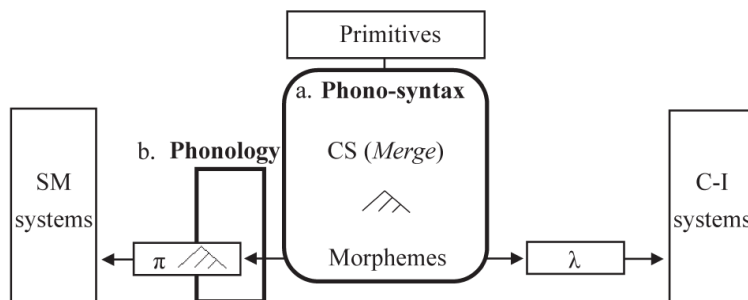 Primitives
a. Phono-syntax
b. Phonology
CS (Merge)
SM
systems
C-I
systems
π
Morphemes
λ